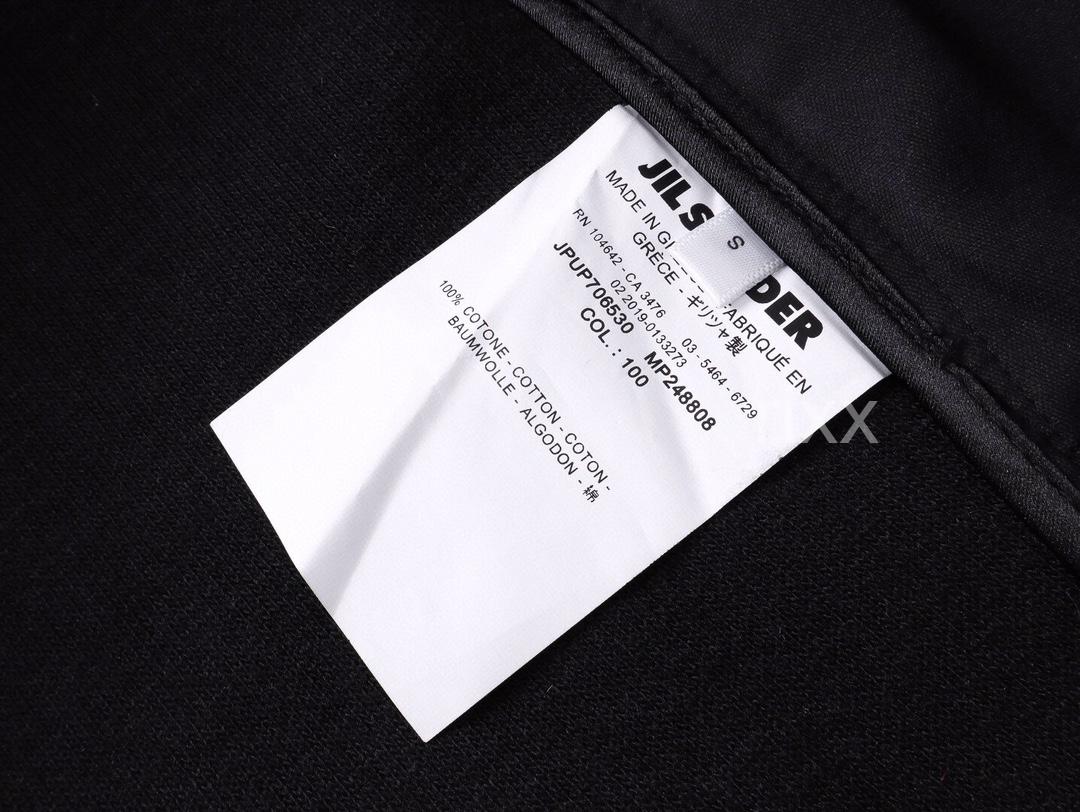 JIL S DER
S
MADE IN G FABRIQUÉ EN
GRÈCE - ギリシャ製
RN 104642 - CA 3476 03 - 5464 - 6729
02 2019-0133273
JPUP706530 MP248808
COL. : 100
100% COTONE - COTTON - COTON -
BAUMWOLLE - ALGODON - 綿